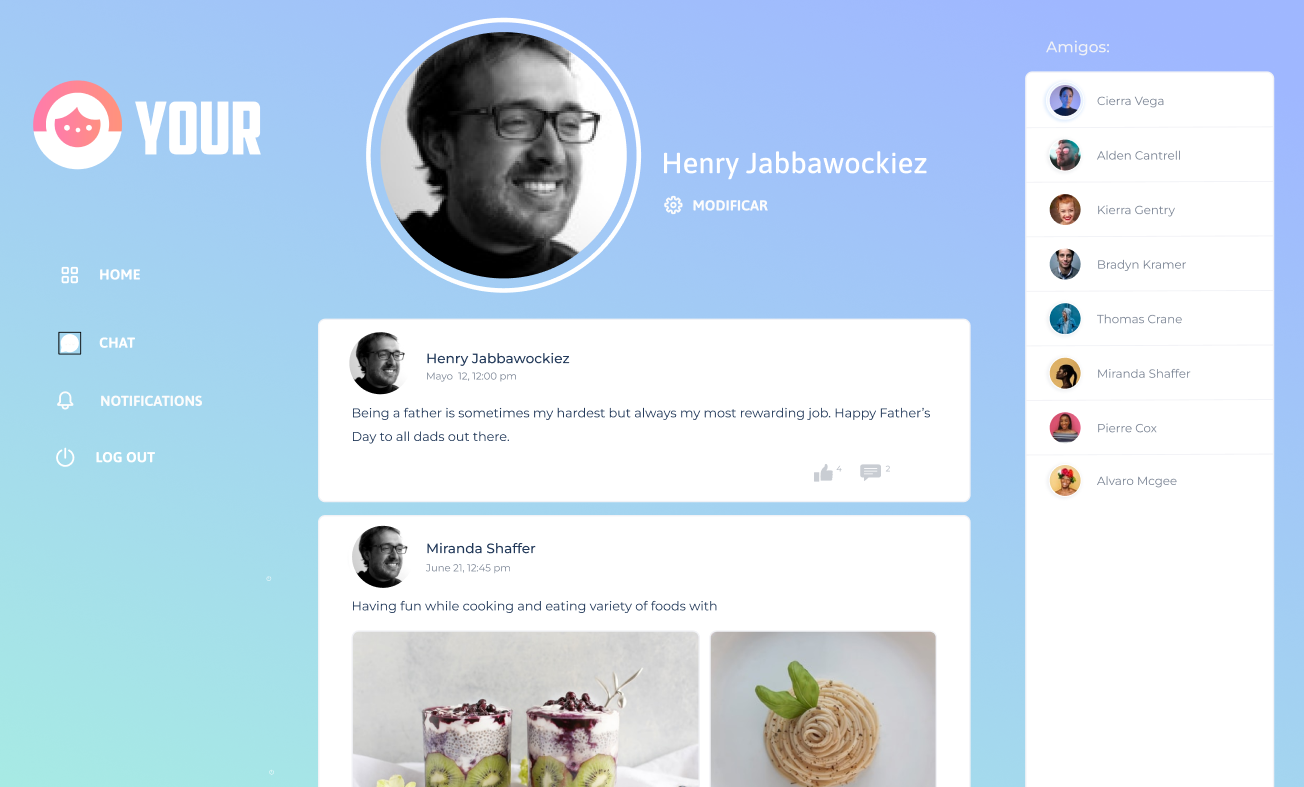 YOUR
HOME
CHAT
NOTIFICATIONS
LOG OUT
Henry Jabbawockiez
MODIFICAR
Henry Jabbawockiez
Mayo 12, 12:00 pm
Being a father is sometimes my hardest but always my most rewarding job. Happy Father’s
Day to all dads out there.
4
2
Miranda Shaffer
June 21, 12:45 pm
Having fun while cooking and eating variety of foods with
Amigos:
Cierra Vega
Alden Cantrell
Kierra Gentry
Bradyn Kramer
Thomas Crane
Miranda Shaffer
Pierre Cox
Alvaro Mcgee